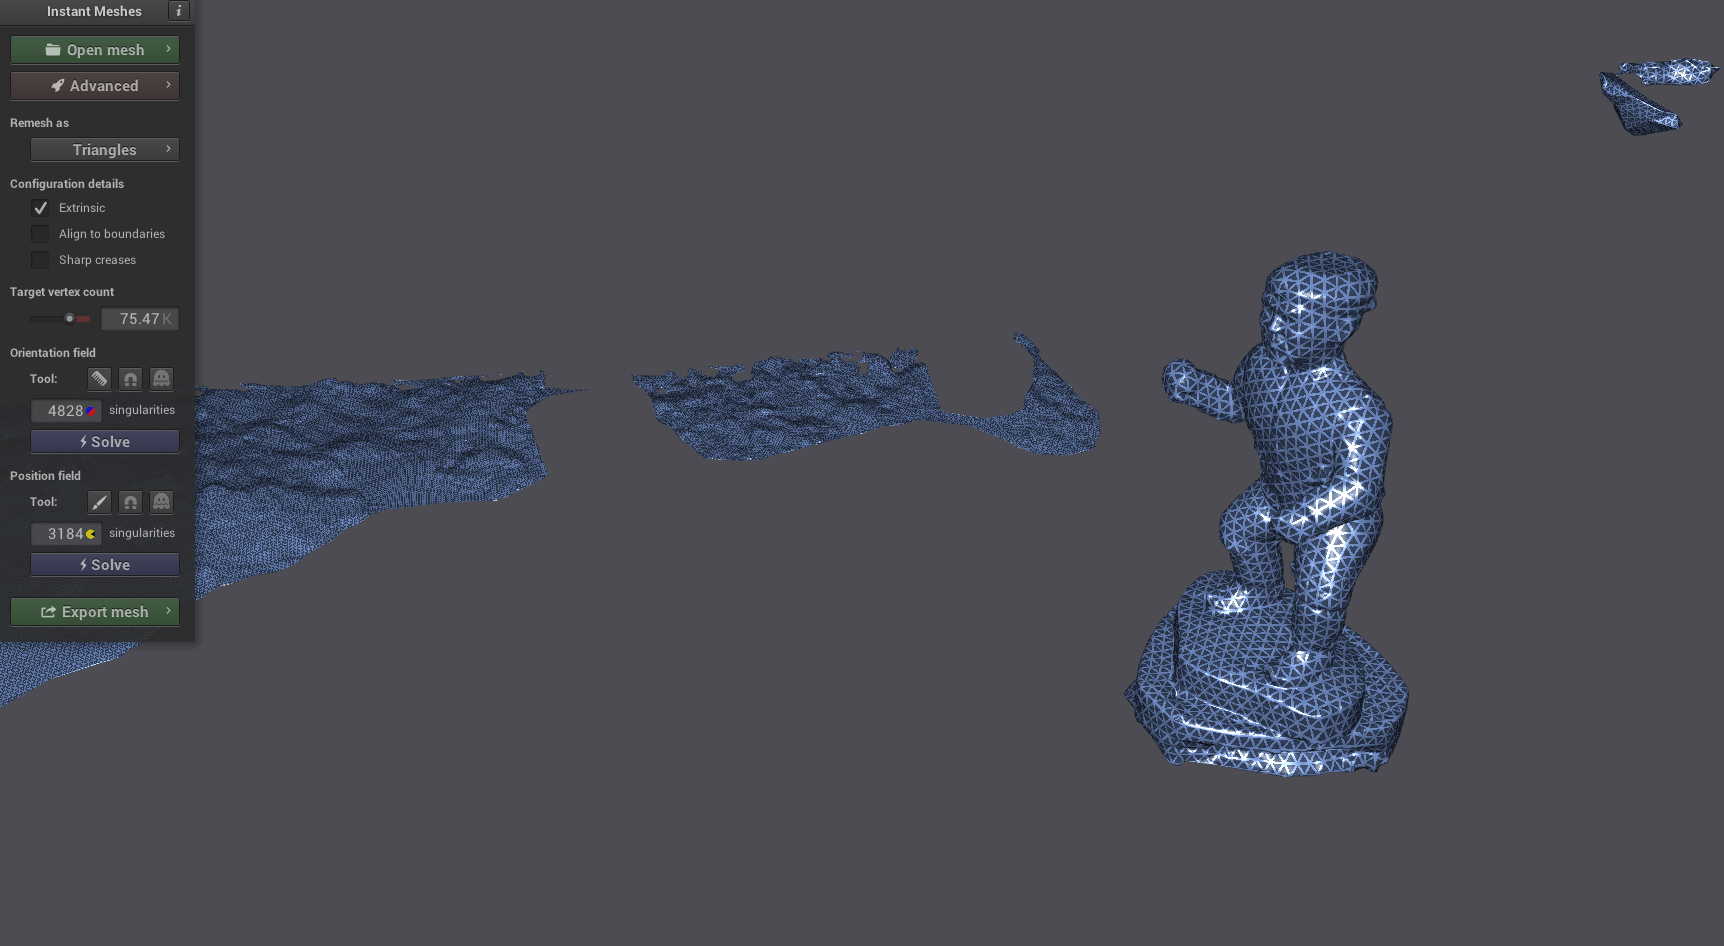 Instant Meshes
i
Open mesh
Advanced
Remesh as
Triangles
Configuration details
Extrinsic
Align to boundaries
Sharp creases
Target vertex count
75.47 K
Orientation field
Tool:
4828 singularities
Solve
Position field
Tool:
3184 singularities
Solve
Export mesh